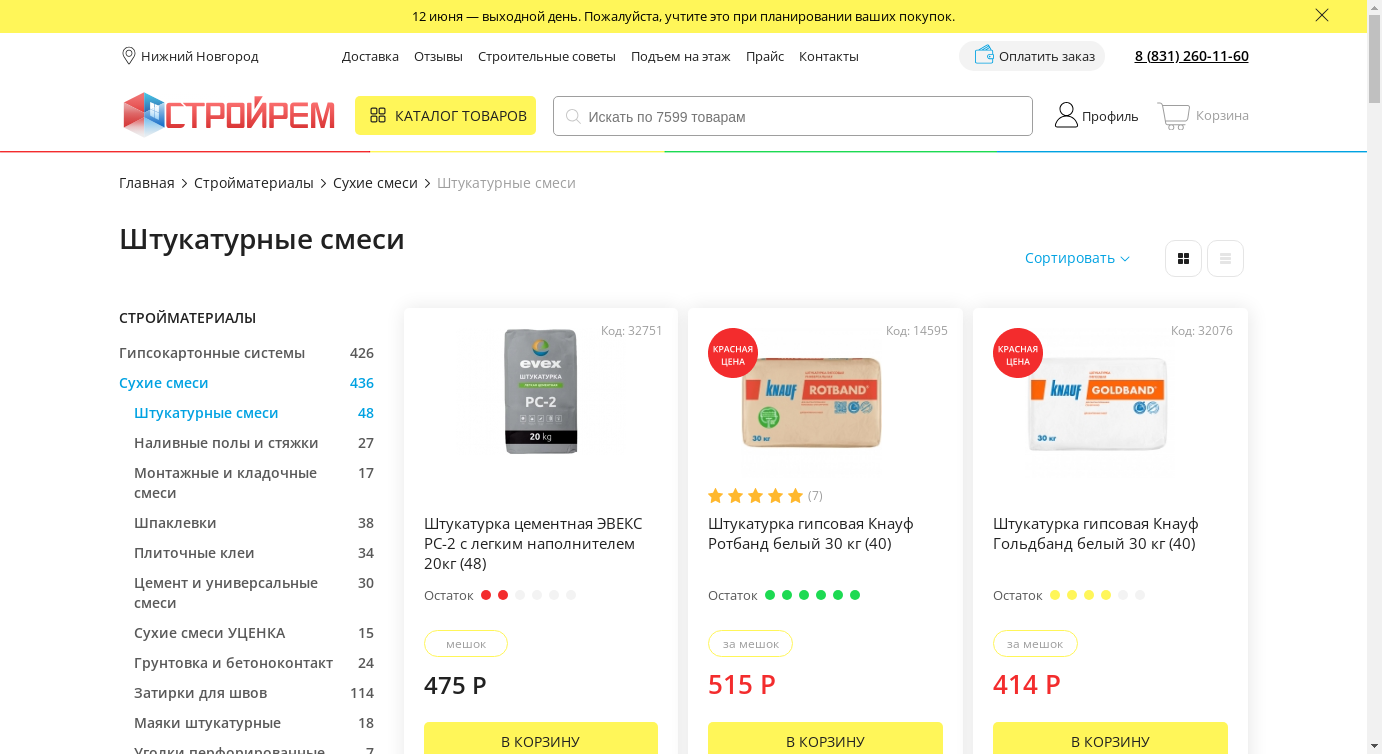 12 июня — выходной день. Пожалуйста, учтите это при планировании ваших покупок.
Нижний Новгород
Доставка Отзывы Строительные советы Подъем на этаж Прайс Контакты
Оплатить заказ
8 (831) 260-11-60
СТРОЙРЕМ
КАТАЛОГ ТОВАРОВ
Искать по 7599 товарам
Профиль
Корзина
Главная > Стройматериалы > Сухие смеси > Штукатурные смеси
Штукатурные смеси
Сортировать
СТРОЙМАТЕРИАЛЫ
Гипсокартонные системы 426
Сухие смеси 436
Штукатурные смеси 48
Наливные полы и стяжки 27
Монтажные и кладочные 17
смеси
Шпаклевки 38
Плиточные клеи 34
Цемент и универсальные 30
смеси
Сухие смеси УЦЕНКА 15
Грунтовка и бетоноконтакт 24
Затирки для швов 114
Маяки штукатурные 18
Уголки перфорированные 7
Код: 32751
evex
ШТУКАТУРКА
РС-2
20 kg
Штукатурка цементная ЭВЕКС
РС-2 с легким наполнителем
20кг (48)
Остаток
мешок
475 Р
В КОРЗИНУ
Код: 14595
КРАСНАЯ
ЦЕНА
KNAUF ROTBAND
30 кг
(7)
Штукатурка гипсовая Кнауф
Ротбанд белый 30 кг (40)
Остаток
за мешок
515 Р
В КОРЗИНУ
Код: 32076
КРАСНАЯ
ЦЕНА
KNAUF GOLDBAND
30 кг
Штукатурка гипсовая Кнауф
Гольдбанд белый 30 кг (40)
Остаток
за мешок
414 Р
В КОРЗИНУ